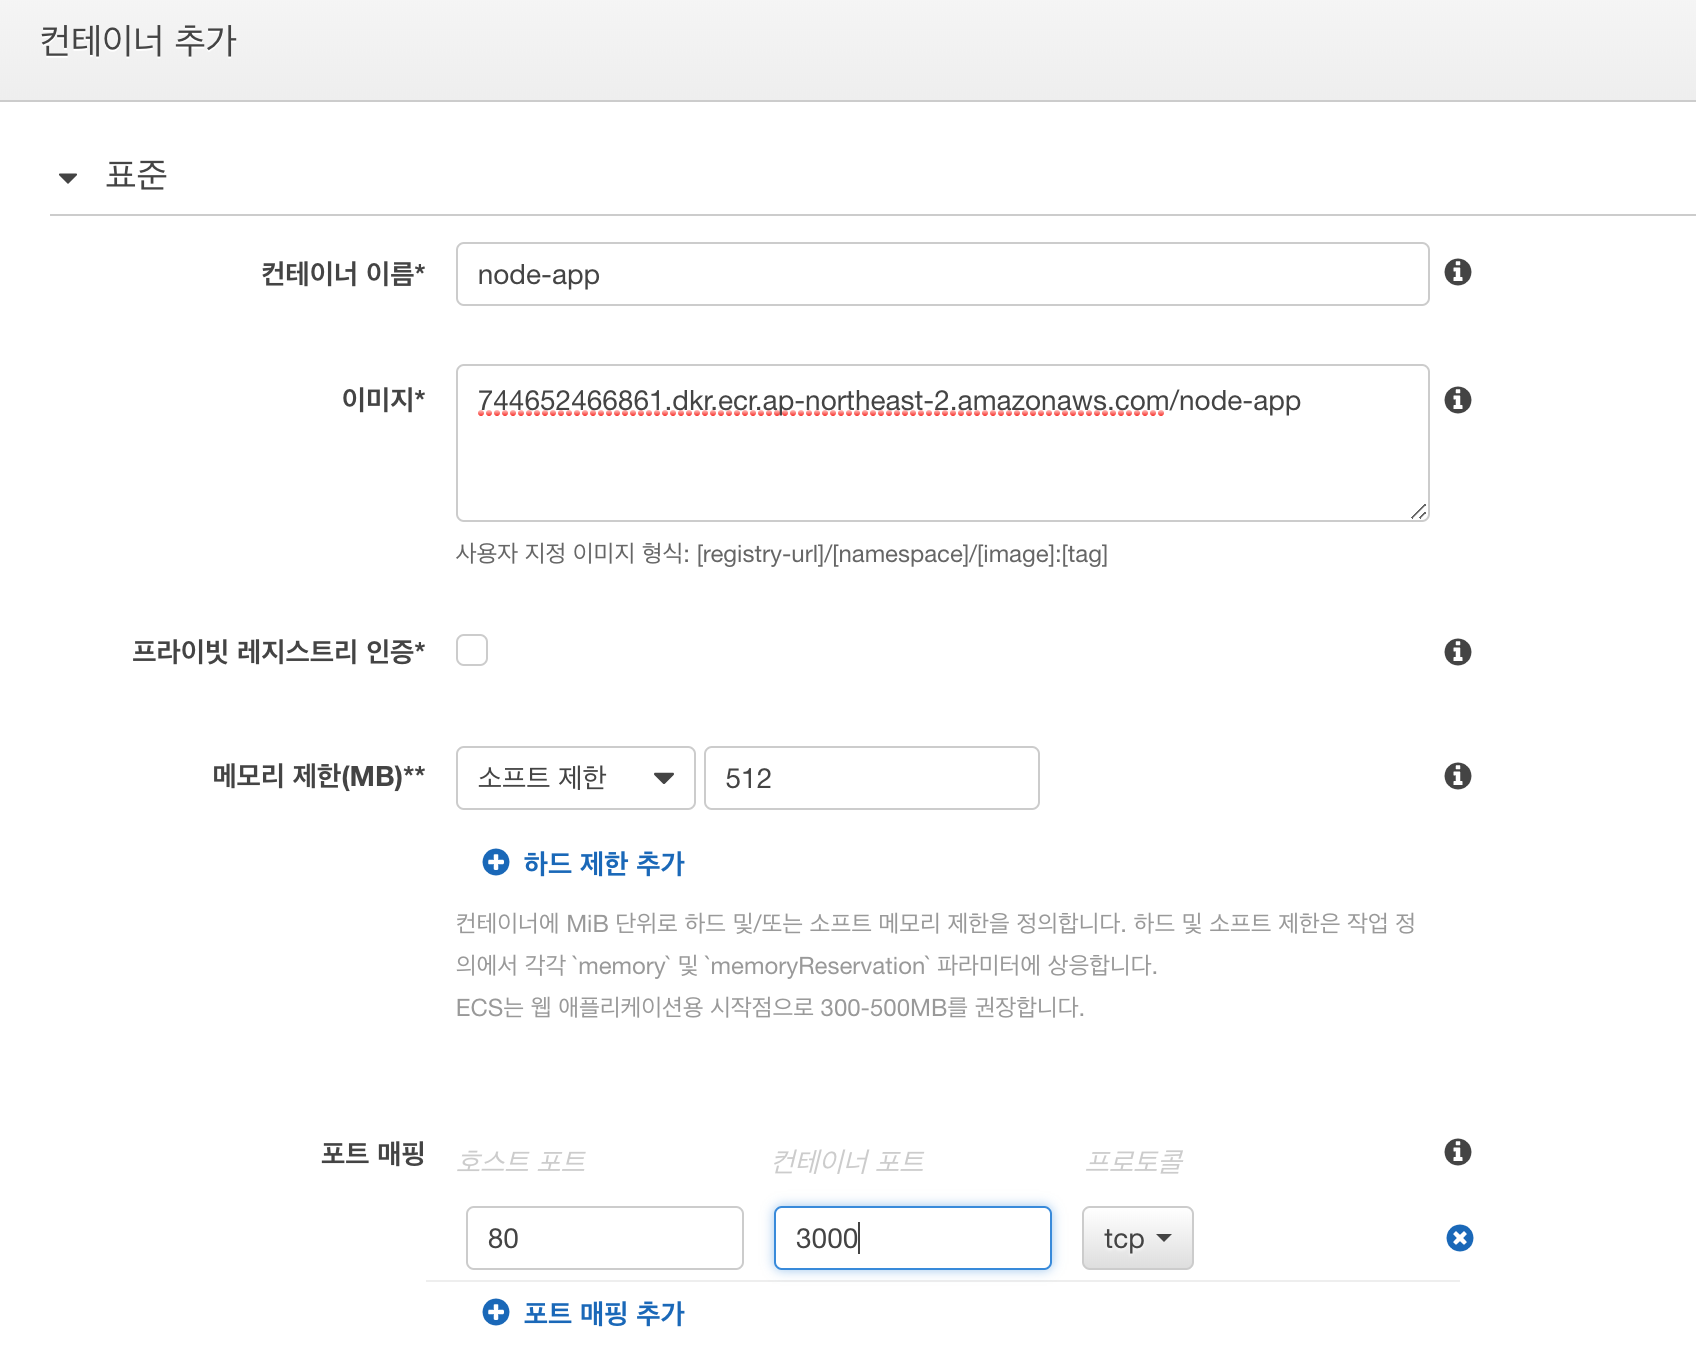 컨테이너 추가
표준
컨테이너 이름*
node-app
이미지*
744652466861.dkr.ecr.ap-northeast-2.amazonaws.com/node-app
사용자 지정 이미지 형식: [registry-url]/[namespace]/[image]:[tag]
프라이빗 레지스트리 인증*
메모리 제한(MB)**
소프트 제한
512
하드 제한 추가
컨테이너에 MiB 단위로 하드 및/또는 소프트 메모리 제한을 정의합니다. 하드 및 소프트 제한은 작업 정
의에서 각각 `memory` 및 `memoryReservation` 파라미터에 상응합니다.
ECS는 웹 애플리케이션용 시작점으로 300-500MB를 권장합니다.
포트 매핑
호스트 포트
컨테이너 포트
프로토콜
80
3000
tcp
포트 매핑 추가